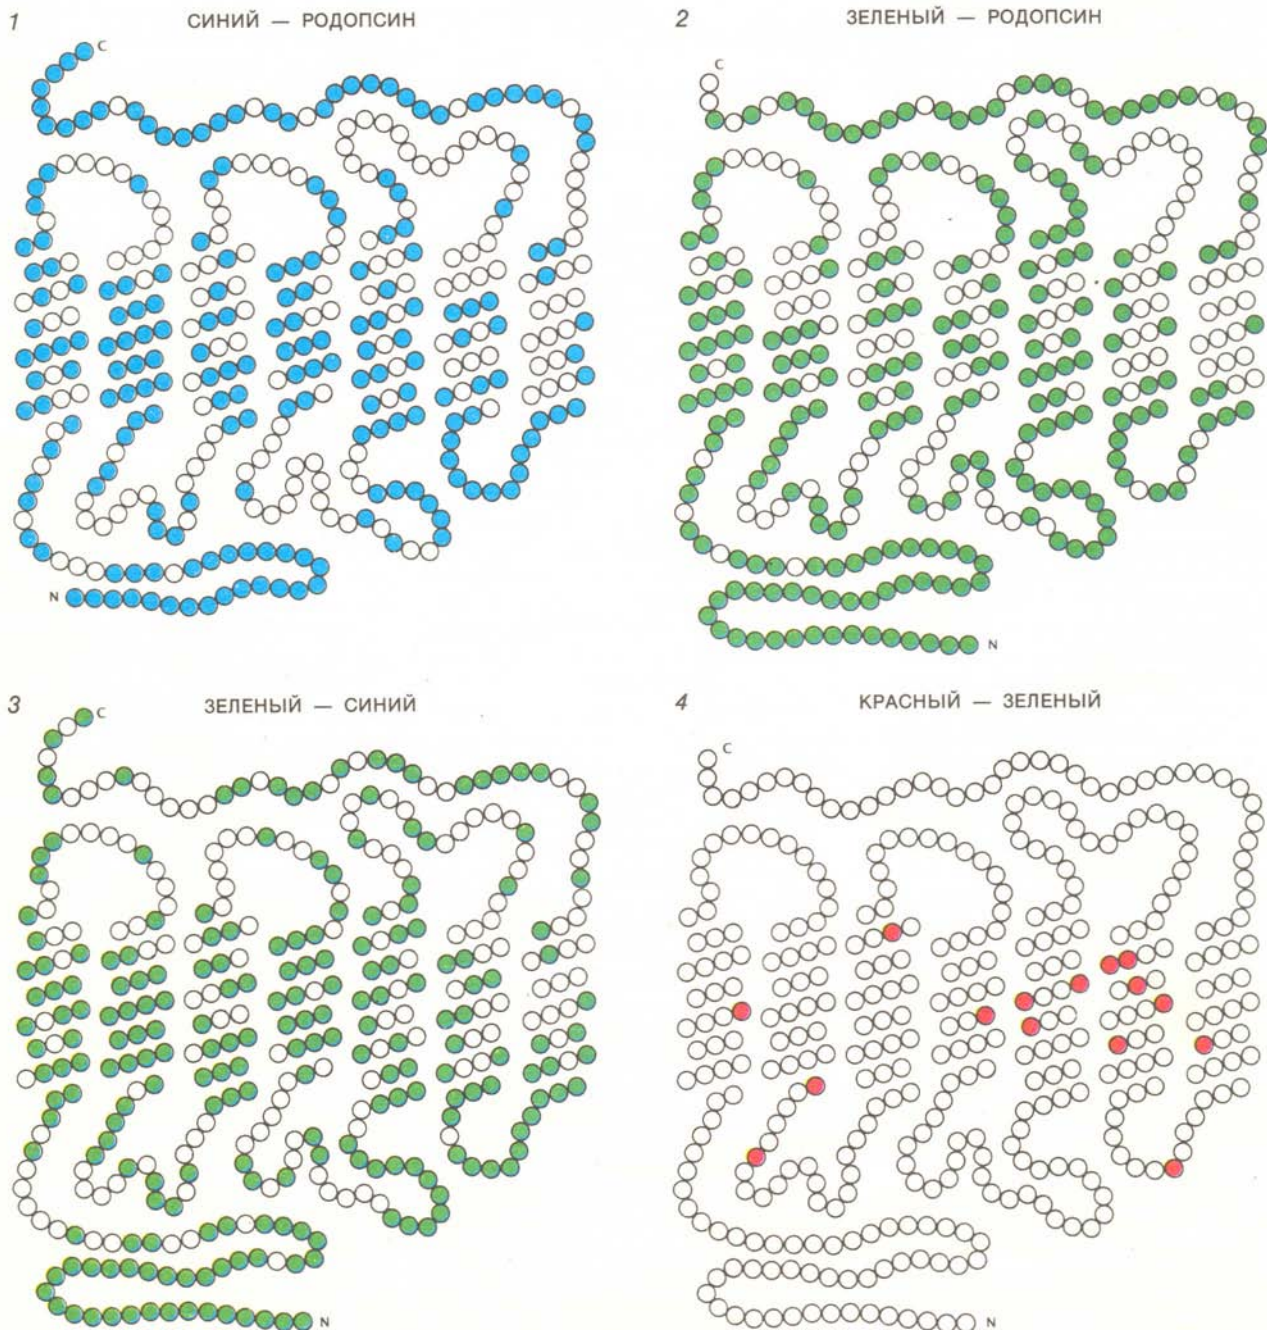 1 СИНИЙ — РОДОПСИН
C
N
2 ЗЕЛЕНЫЙ — РОДОПСИН
C
N
3 ЗЕЛЕНЫЙ — СИНИЙ
C
N
4 КРАСНЫЙ — ЗЕЛЕНЫЙ
C
N